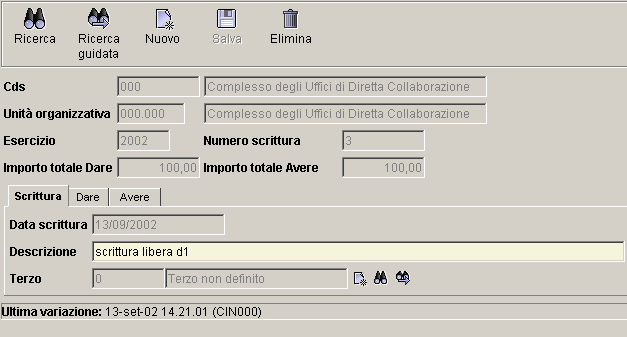 Ricerca Ricerca guidata Nuovo Salva Elimina
Cds 000 Complesso degli Uffici di Diretta Collaborazione
Unità organizzativa 000.000 Complesso degli Uffici di Diretta Collaborazione
Esercizio 2002 Numero scrittura 3
Importo totale Dare 100,00 Importo totale Avere 100,00
Scrittura Dare Avere
Data scrittura 13/09/2002
Descrizione scrittura libera d1
Terzo 0 Terzo non definito
Ultima variazione: 13-set-02 14.21.01 (CIN000)